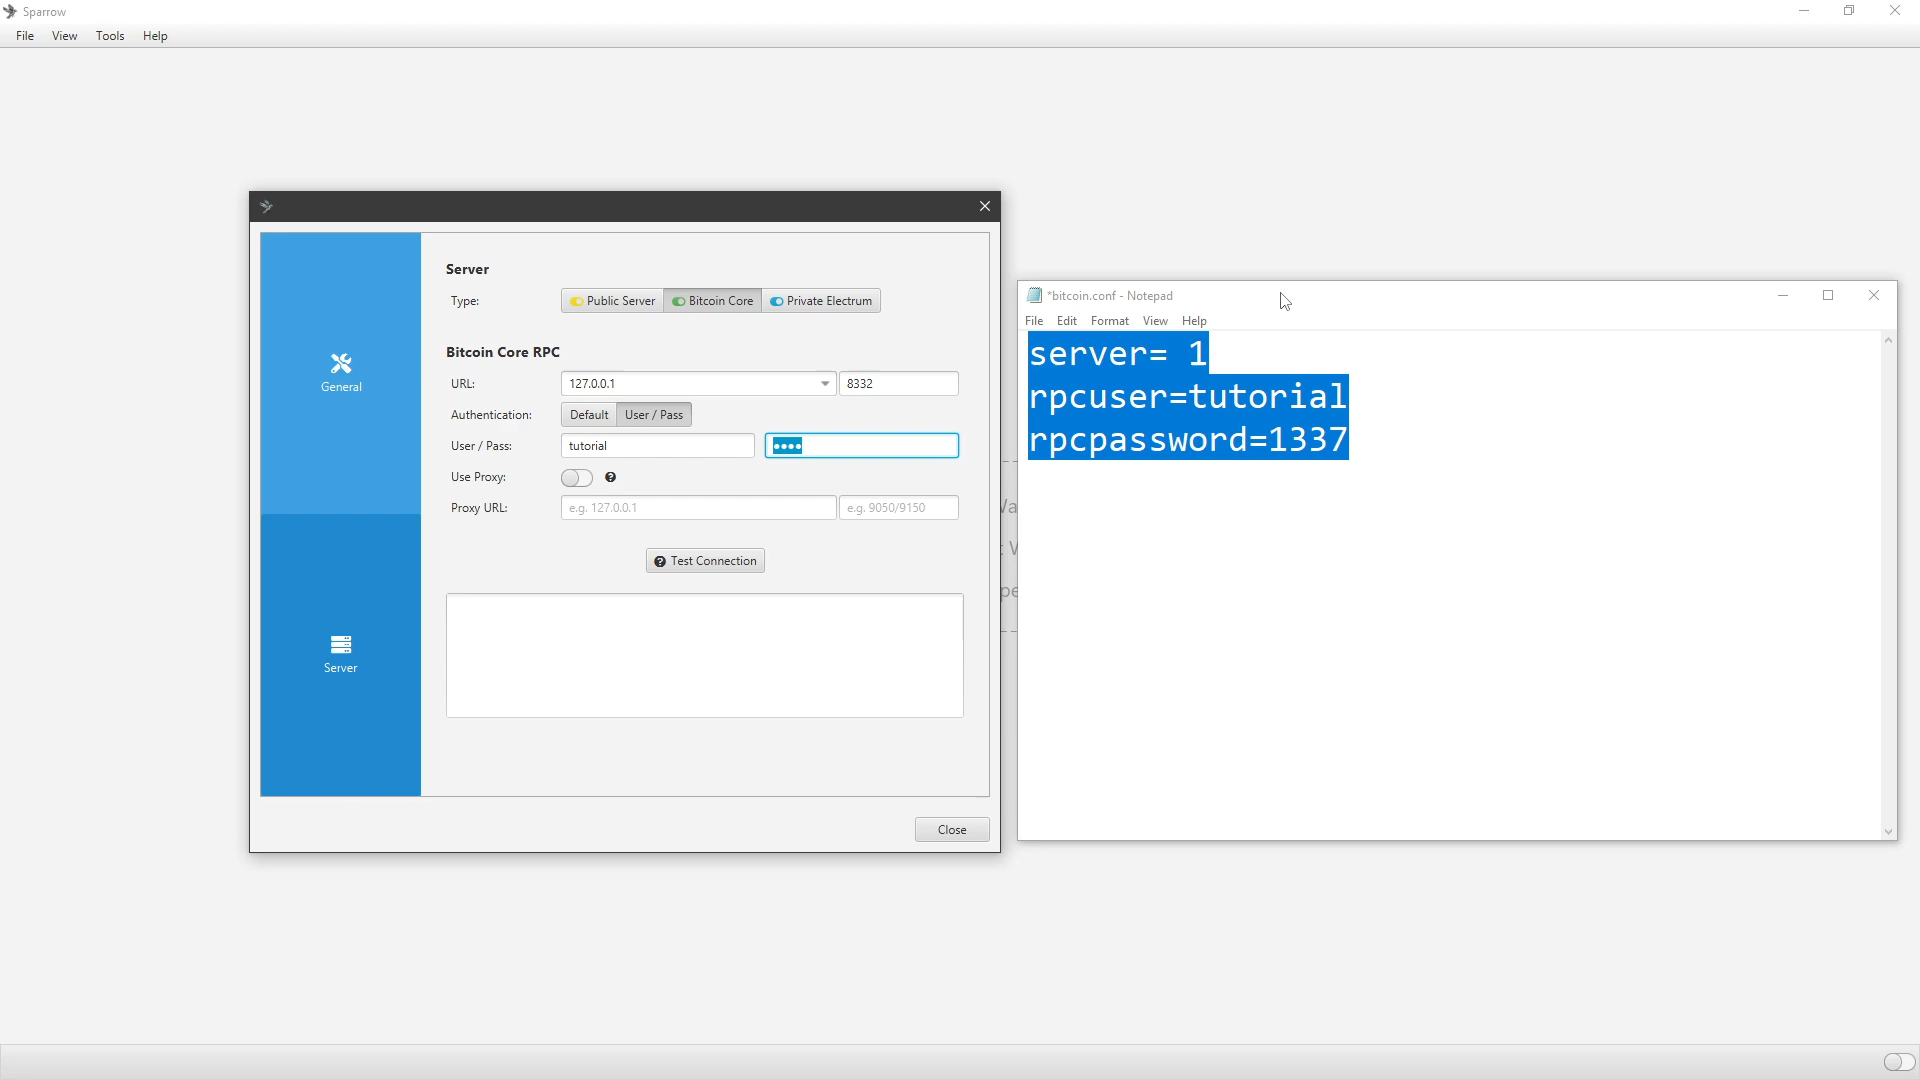 Sparrow
File View Tools Help
Server
Type: Public Server Bitcoin Core Private Electrum
Bitcoin Core RPC
URL: 127.0.0.1 8332
Authentication: Default User / Pass
User / Pass: tutorial ••••
Use Proxy:
Proxy URL: e.g. 127.0.0.1 e.g. 9050/9150
Test Connection
General
Server
Close
*bitcoin.conf - Notepad
File Edit Format View Help
server= 1
rpcuser=tutorial
rpcpassword=1337